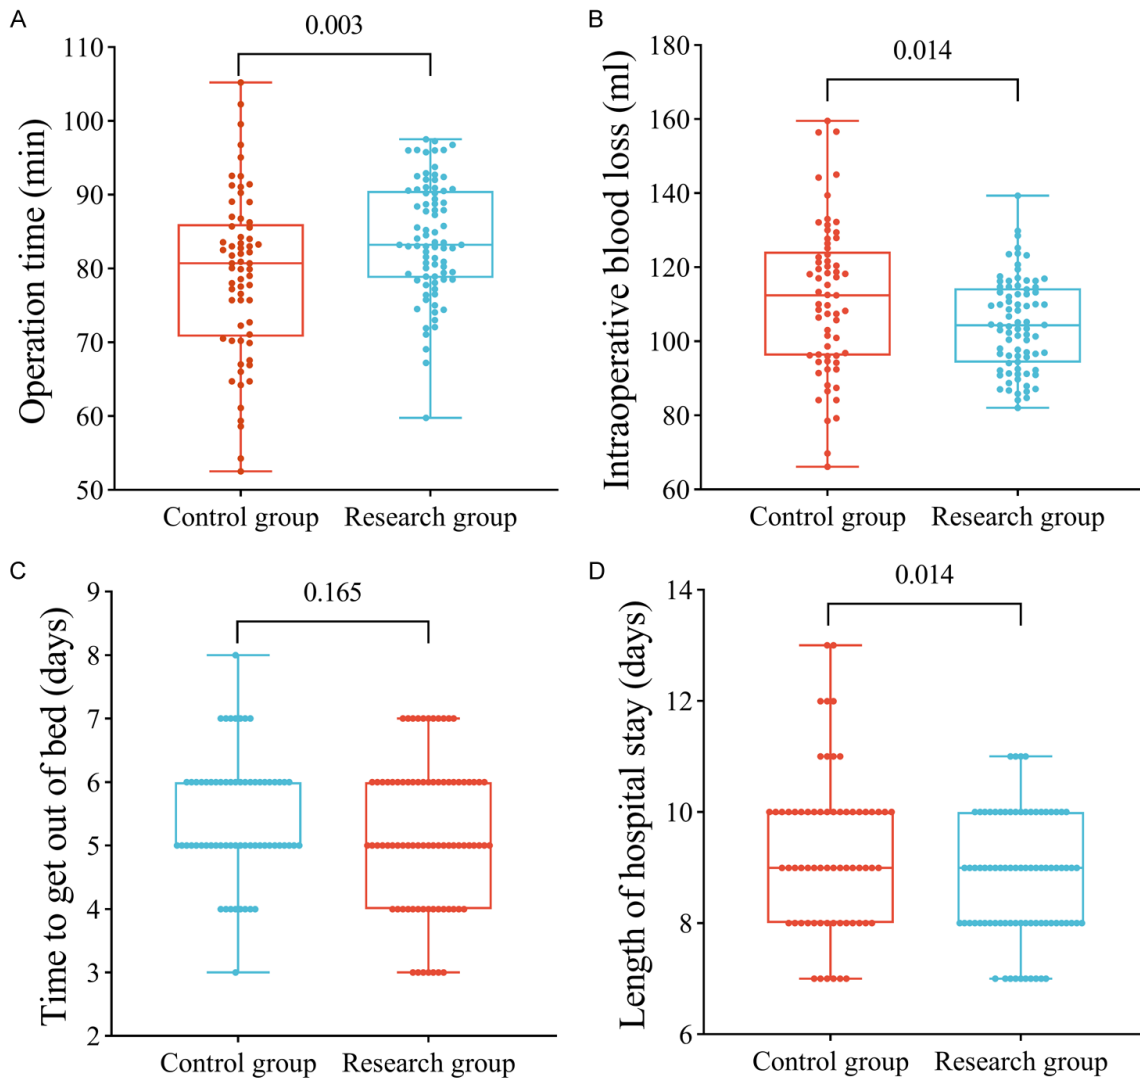 A
0.003
Operation time (min)
110
100
90
80
70
60
50
Control group
Research group
B
0.014
Intraoperative blood loss (ml)
180
160
140
120
100
80
60
Control group
Research group
C
0.165
Time to get out of bed (days)
9
8
7
6
5
4
3
2
Control group
Research group
D
0.014
Length of hospital stay (days)
14
12
10
8
6
Control group
Research group